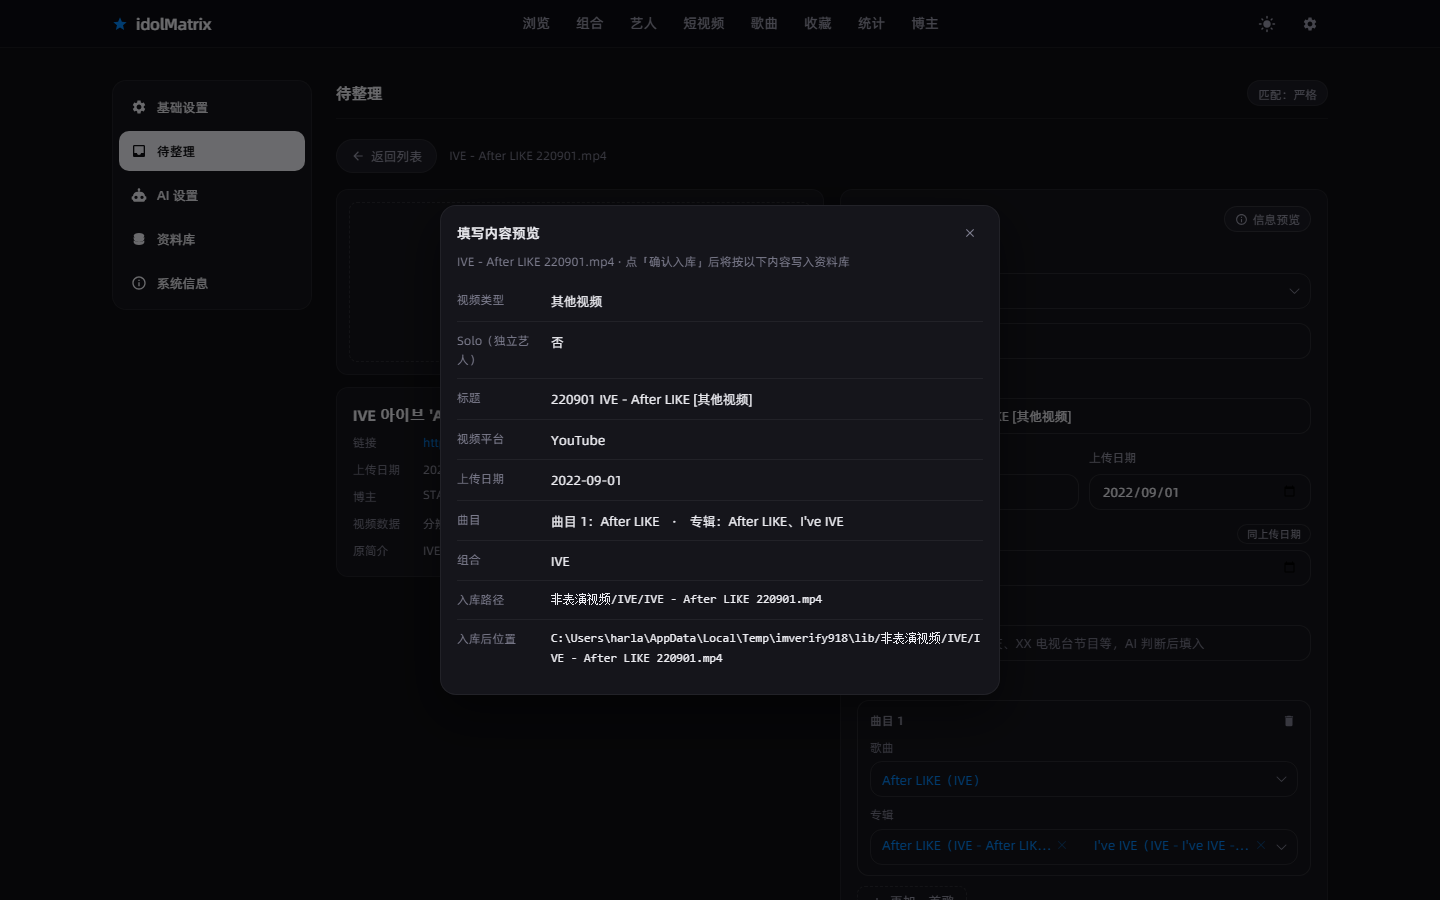 idolMatrix
浏览 组合 艺人 短视频 歌曲 收藏 统计 博主
基础设置
待整理
AI 设置
资料库
系统信息
待整理
匹配：严格
返回列表
IVE - After LIKE 220901.mp4
信息预览
填写内容预览
IVE - After LIKE 220901.mp4 · 点「确认入库」后将按以下内容写入资料库
视频类型 其他视频
Solo（独立艺
人） 否
标题 220901 IVE - After LIKE [其他视频]
视频平台 YouTube
上传日期 2022-09-01
曲目 曲目 1：After LIKE · 专辑：After LIKE、I've IVE
组合 IVE
入库路径 非表演视频/IVE/IVE - After LIKE 220901.mp4
入库后位置 C:\Users\harla\AppData\Local\Temp\imverify918\lib/非表演视频/IVE/I
VE - After LIKE 220901.mp4
IVE 아이브 'A
链接 htt
上传日期 202
博主 STA
视频数据 分辨
原简介 IVE
KE [其他视频]
上传日期
2022/09/01
同上传日期
、XX 电视台节目等，AI 判断后填入
曲目 1
歌曲
After LIKE（IVE）
专辑
After LIKE（IVE - After LIK... × I've IVE（IVE - I've IVE -... ×